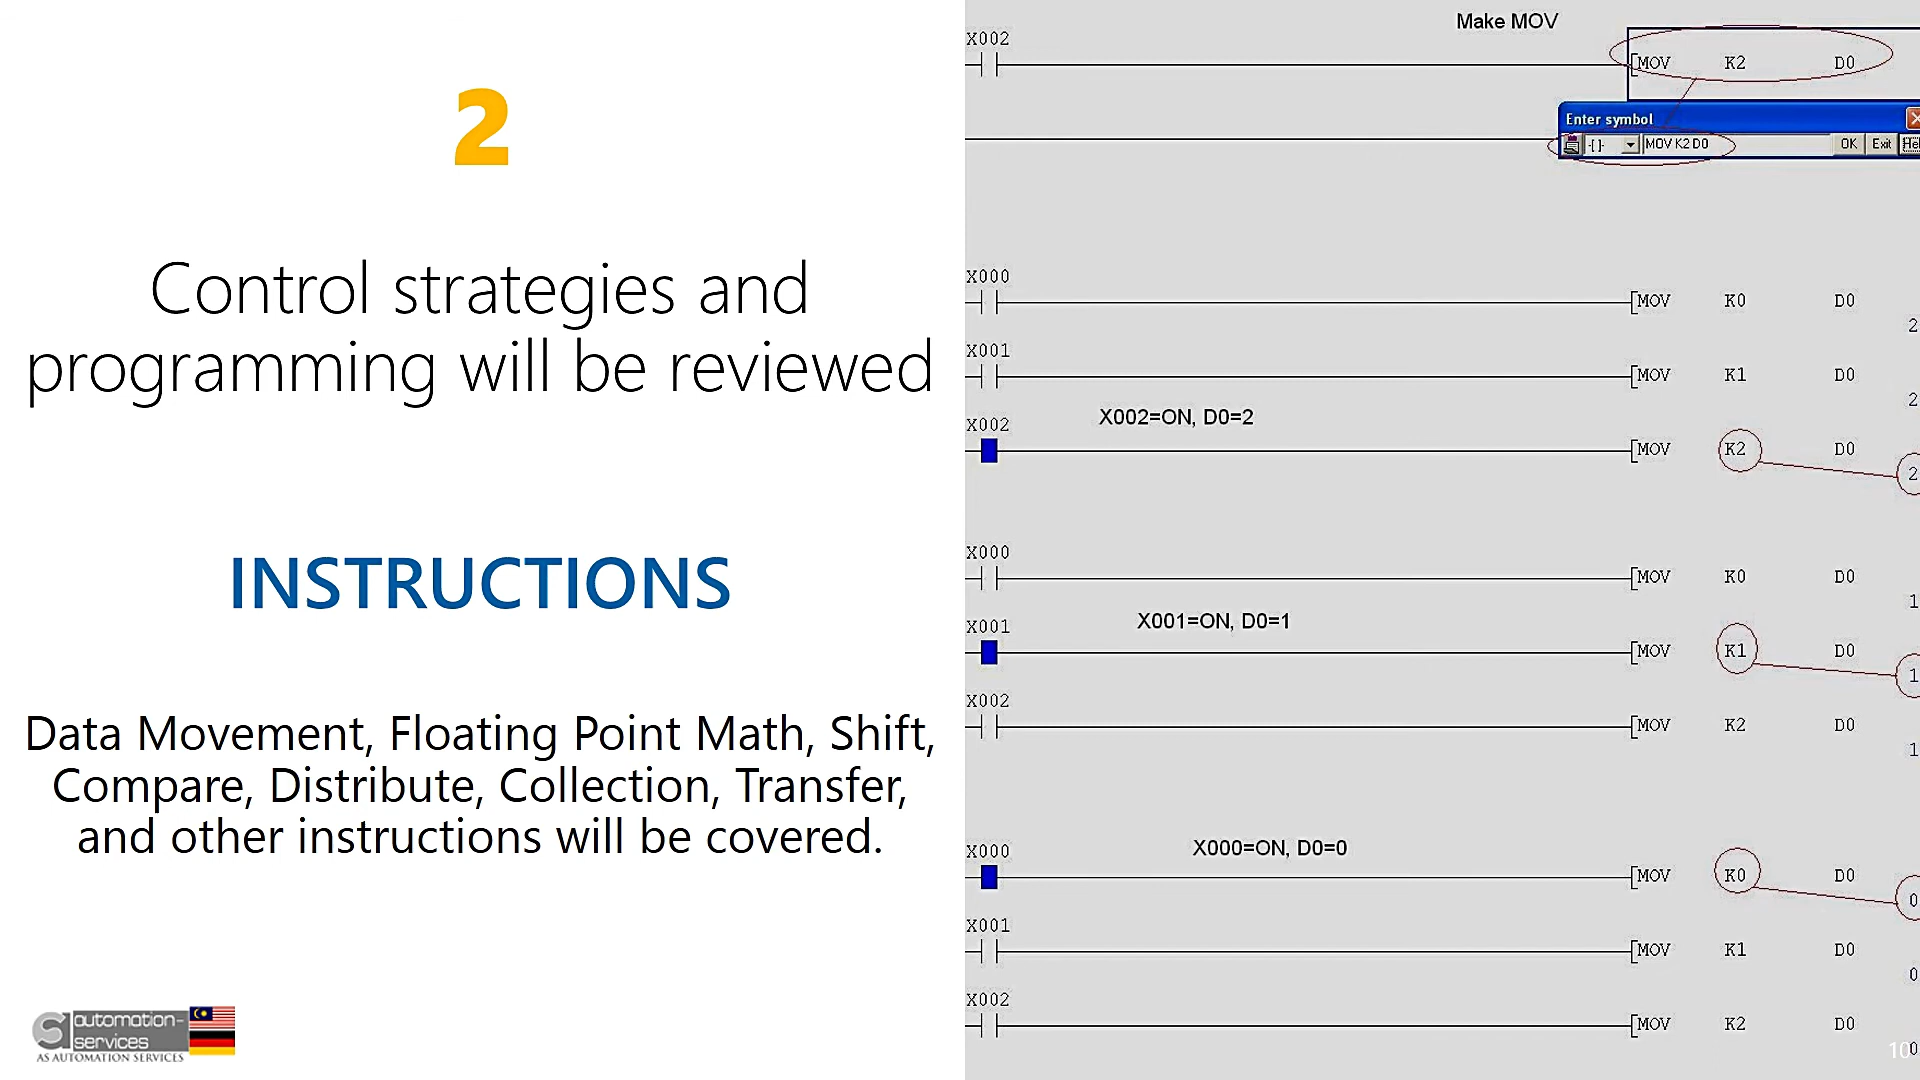 2
Control strategies and
programming will be reviewed
INSTRUCTIONS
Data Movement, Floating Point Math, Shift,
Compare, Distribute, Collection, Transfer,
and other instructions will be covered.
automation-
services
AS AUTOMATION SERVICES
Make MOV
X002
MOV K2 D0
Enter symbol
-[ ]- MOV K2 D0 OK Exit
X000
MOV K0 D0
2
X001
MOV K1 D0
2
X002=ON, D0=2
X002
MOV K2 D0
2
X000
MOV K0 D0
1
X001=ON, D0=1
X001
MOV K1 D0
1
X002
MOV K2 D0
1
X000=ON, D0=0
X000
MOV K0 D0
0
X001
MOV K1 D0
0
X002
MOV K2 D0
10
0